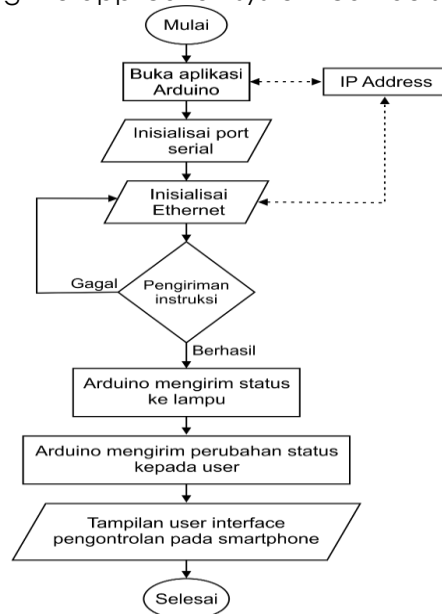 Mulai
Buka aplikasi
Arduino
IP Address
Inisialisai port
serial
Inisialisai
Ethernet
Gagal
Pengiriman
instruksi
Berhasil
Arduino mengirim status
ke lampu
Arduino mengirim perubahan status
kepada user
Tampilan user interface
pengontrolan pada smartphone
Selesai